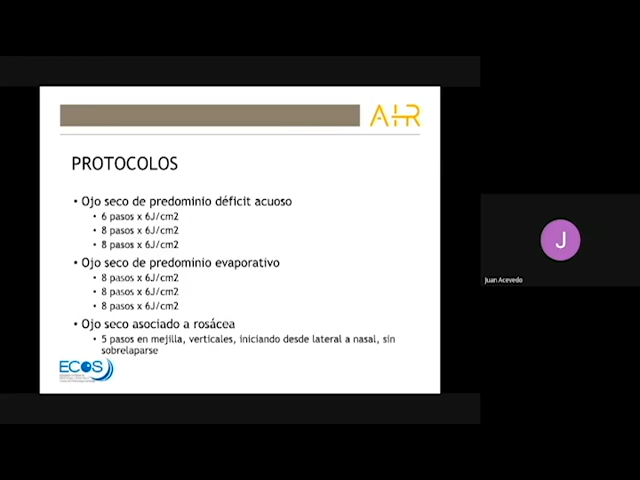 AHR
PROTOCOLOS
• Ojo seco de predominio déficit acuoso
• 6 pasos x 6J/cm2
• 8 pasos x 6J/cm2
• 8 pasos x 6J/cm2
• Ojo seco de predominio evaporativo
• 8 pasos x 6J/cm2
• 8 pasos x 6J/cm2
• 8 pasos x 6J/cm2
• Ojo seco asociado a rosácea
• 5 pasos en mejilla, verticales, iniciando desde lateral a nasal, sin
sobrelaparse
ECOS
J
Juan Acevedo